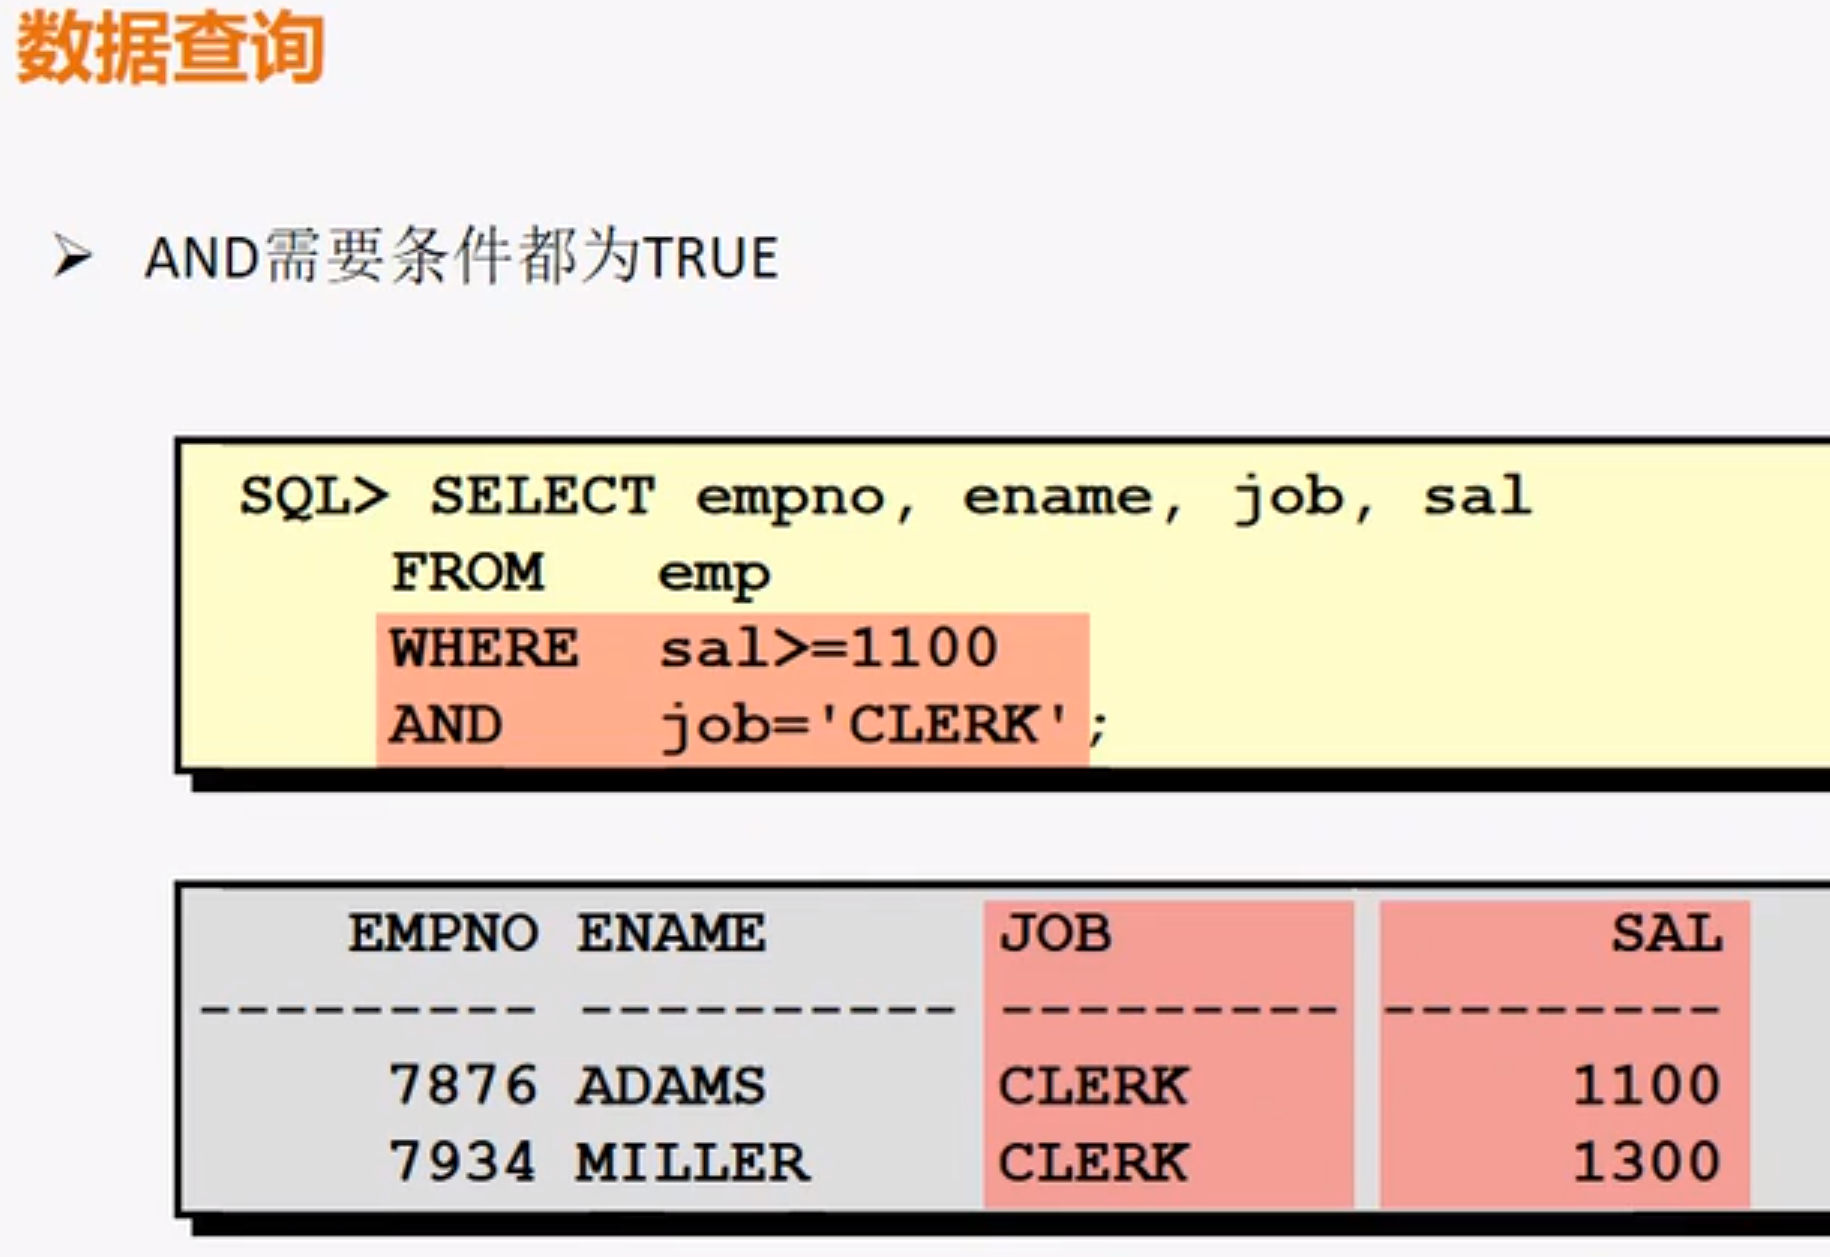 数据查询
➢ AND需要条件都为TRUE
SQL> SELECT empno, ename, job, sal
FROM emp
WHERE sal>=1100
AND job='CLERK';
EMPNO ENAME JOB SAL
--------- ---------- --------- ---------
7876 ADAMS CLERK 1100
7934 MILLER CLERK 1300